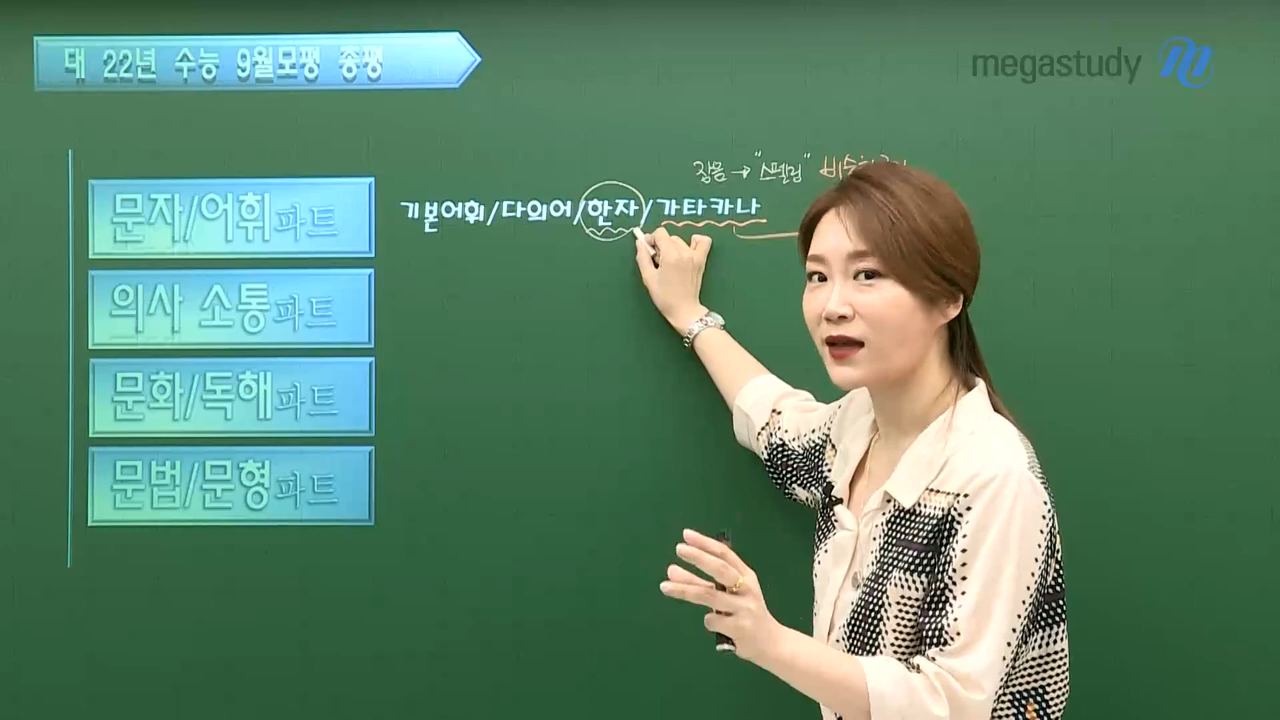 대 22년 수능 9월모평 총평
megastudy
장음 → "스펠링"
기본어휘/다의어/한자/가타카나
문자/어휘파트
의사 소통파트
문화/독해파트
문법/문형파트